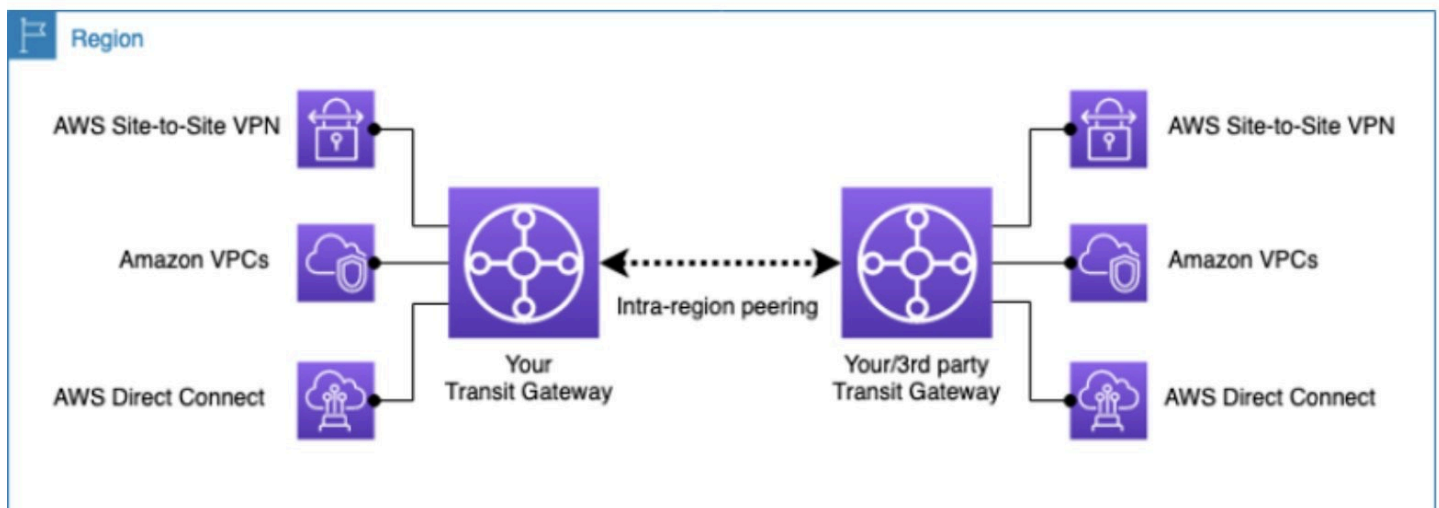 Region
AWS Site-to-Site VPN
AWS Site-to-Site VPN
Amazon VPCs
Amazon VPCs
Intra-region peering
Your
Transit Gateway
Your/3rd party
Transit Gateway
AWS Direct Connect
AWS Direct Connect